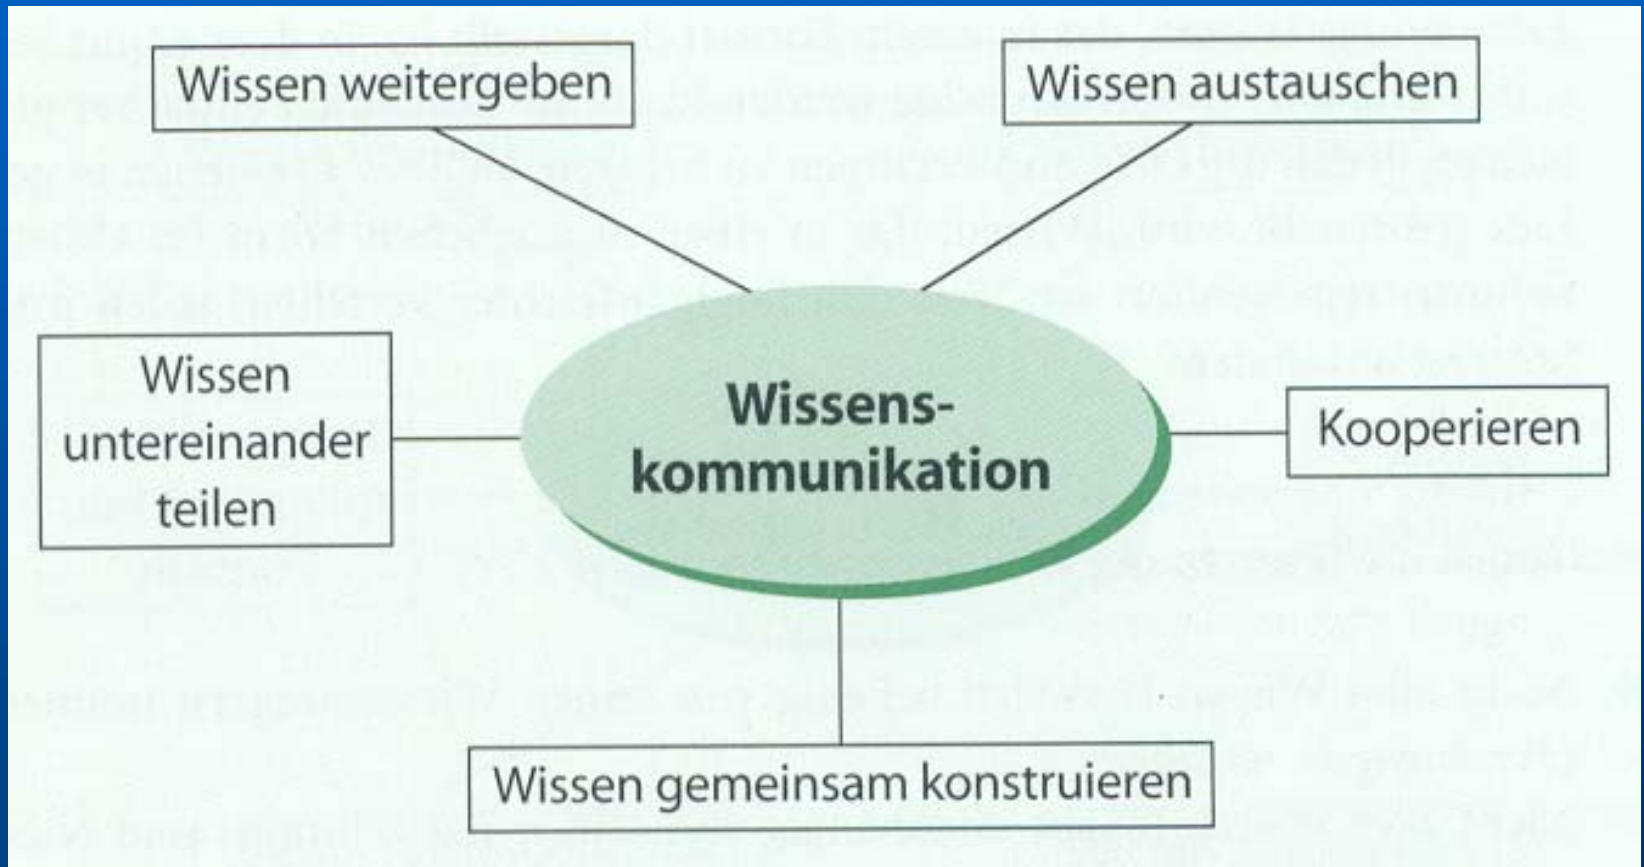 Wissen weitergeben
Wissen austauschen
Wissen
untereinander
teilen
Wissens-
kommunikation
Kooperieren
Wissen gemeinsam konstruieren